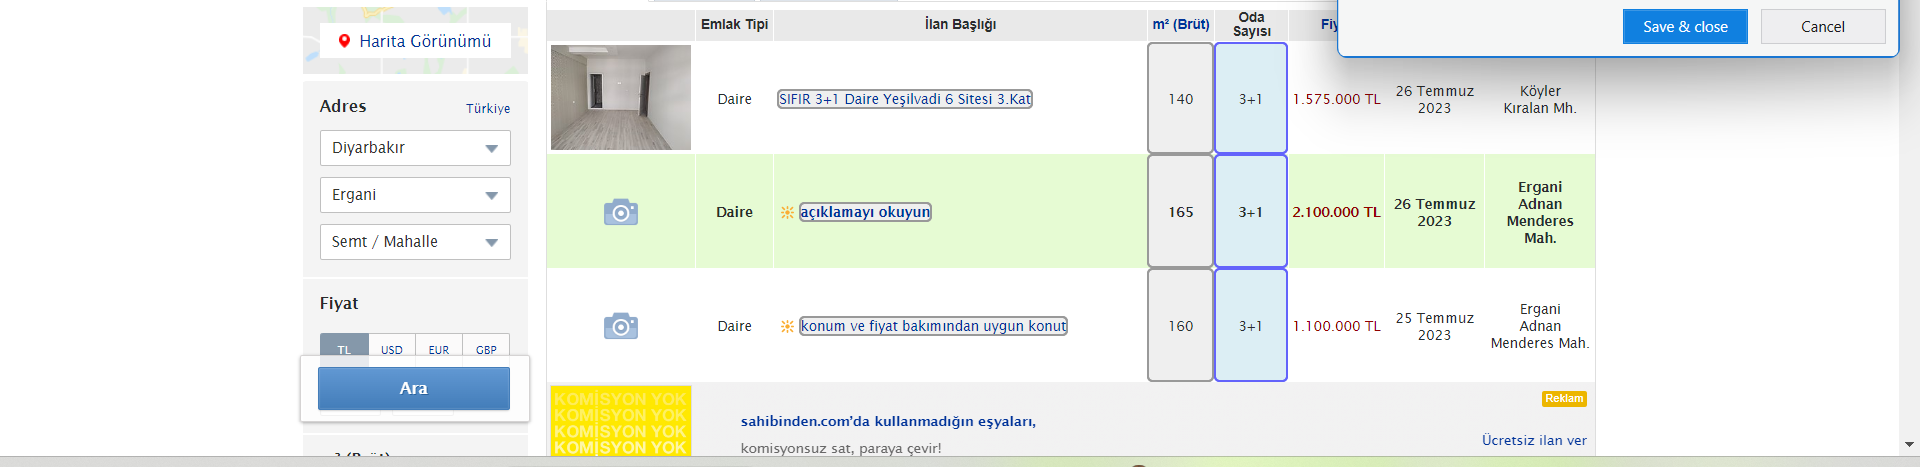 Harita Görünümü
Adres
Türkiye
Diyarbakır
Ergani
Semt / Mahalle
Fiyat
TL
USD
EUR
GBP
Ara
Emlak Tipi
İlan Başlığı
m² (Brüt)
Oda
Sayısı
Save & close
Cancel
Daire
SIFIR 3+1 Daire Yeşilvadi 6 Sitesi 3.Kat
140
3+1
1.575.000 TL
26 Temmuz
2023
Köyler
Kıralan Mh.
Daire
açıklamayı okuyun
165
3+1
2.100.000 TL
26 Temmuz
2023
Ergani
Adnan
Menderes
Mah.
Daire
konum ve fiyat bakımından uygun konut
160
3+1
1.100.000 TL
25 Temmuz
2023
Ergani
Adnan
Menderes Mah.
KOMİSYON YOK
KOMİSYON YOK
KOMİSYON YOK
KOMİSYON YOK
sahibinden.com’da kullanmadığın eşyaları,
komisyonsuz sat, paraya çevir!
Reklam
Ücretsiz ilan ver